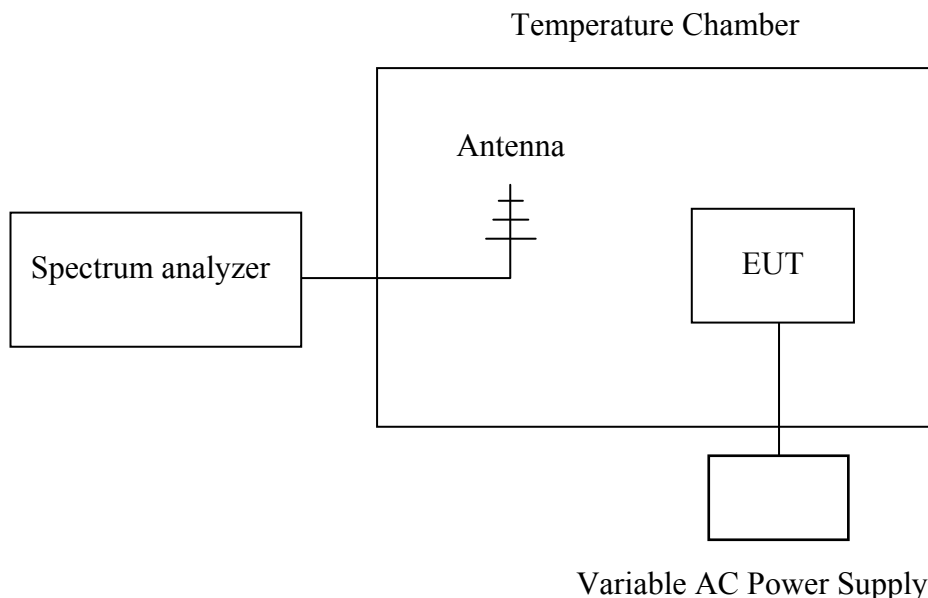 Temperature Chamber
Antenna
Spectrum analyzer
EUT
Variable AC Power Supply